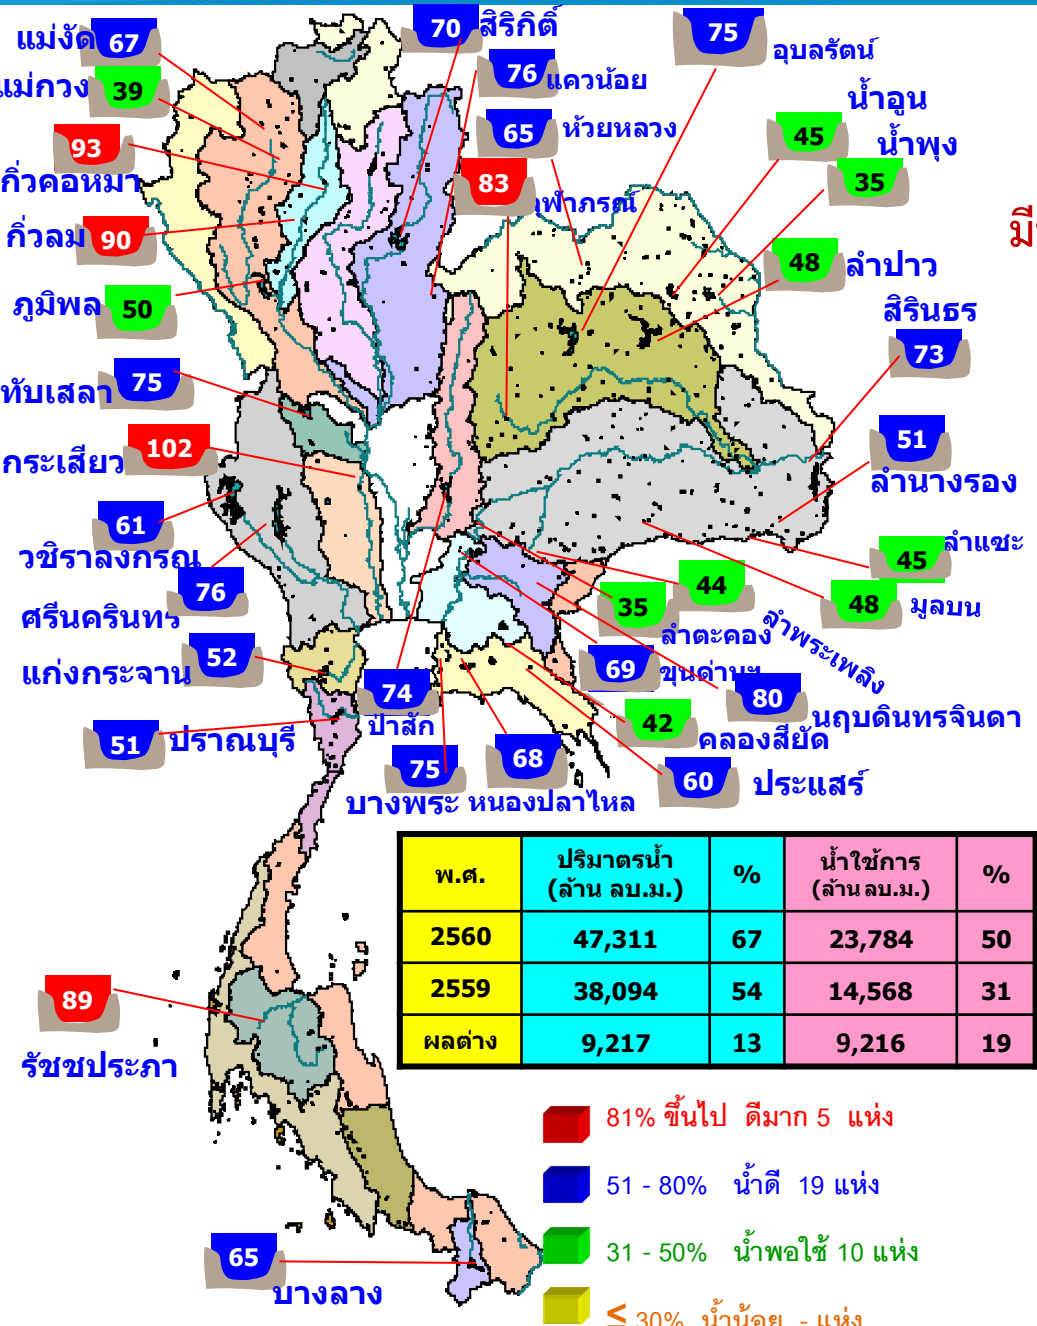 แม่งัด 67
70 สิริกิติ์
75 อุบลรัตน์
แม่กวง 39
76 แควน้อย
65 ห้วยหลวง
น้ำอูน
45
น้ำพุง
35
93
กิ่วคอหมา
83
กิ่วลม 90
48 ลำปาว
ภูมิพล 50
สิรินธร
73
ทับเสลา 75
กระเสียว 102
51
ลำนางรอง
61
วชิราลงกรณ
45 ลำแซะ
76
ศรีนครินทร
35
ลำตะคอง
44
ลำพระเพลิง
48 มูลบน
แก่งกระจาน 52
69 ขุนด่านฯ
74
ป่าสัก
80
นฤบดินทรจินดา
51 ปราณบุรี
42 คลองสียัด
75
บางพระ
68
หนองปลาไหล
60 ประแสร์
พ.ศ. ปริมาตรน้ำ (ล้าน ลบ.ม.) % น้ำใช้การ (ล้าน ลบ.ม.) %
2560 47,311 67 23,784 50
2559 38,094 54 14,568 31
ผลต่าง 9,217 13 9,216 19
89
รัชชประภา
81% ขึ้นไป ดีมาก 5 แห่ง
51 - 80% น้ำดี 19 แห่ง
31 - 50% น้ำพอใช้ 10 แห่ง
≤ 30% น้ำน้อย - แห่ง
65
บางลาง